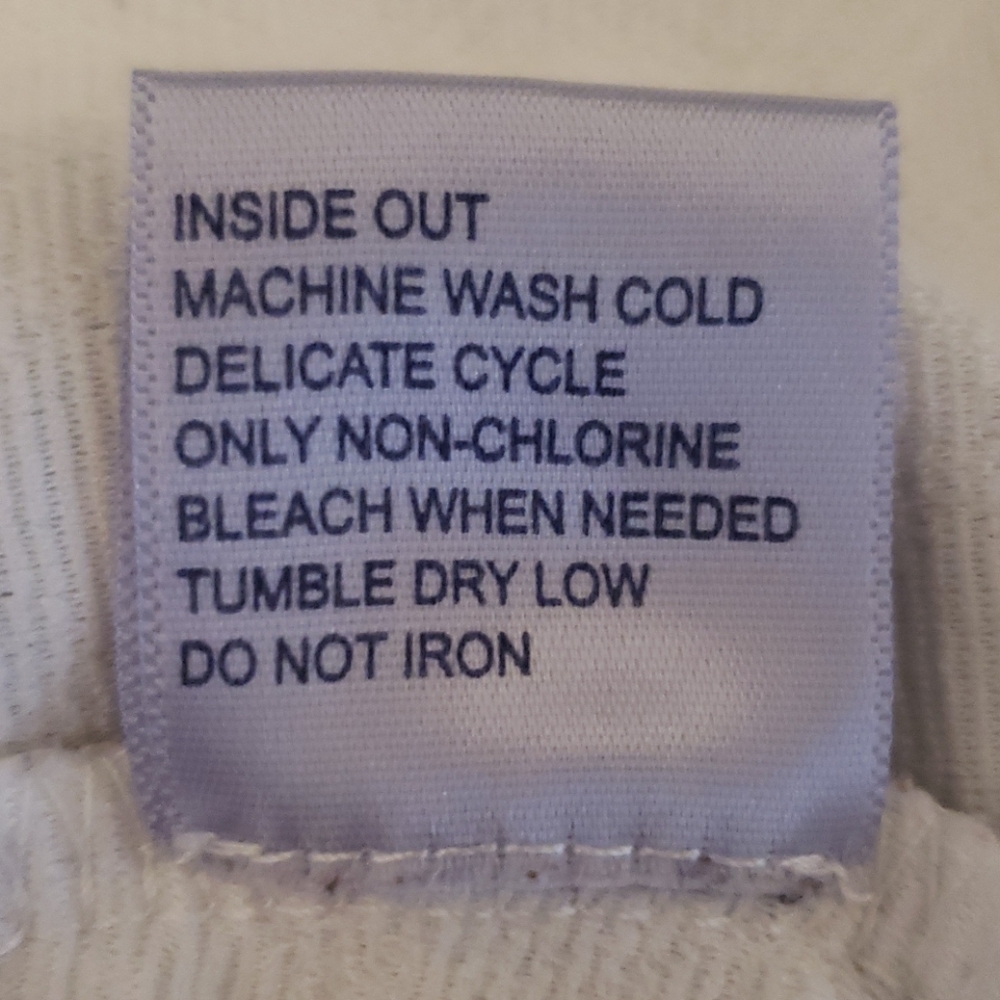 INSIDE OUT
MACHINE WASH COLD
DELICATE CYCLE
ONLY NON-CHLORINE
BLEACH WHEN NEEDED
TUMBLE DRY LOW
DO NOT IRON